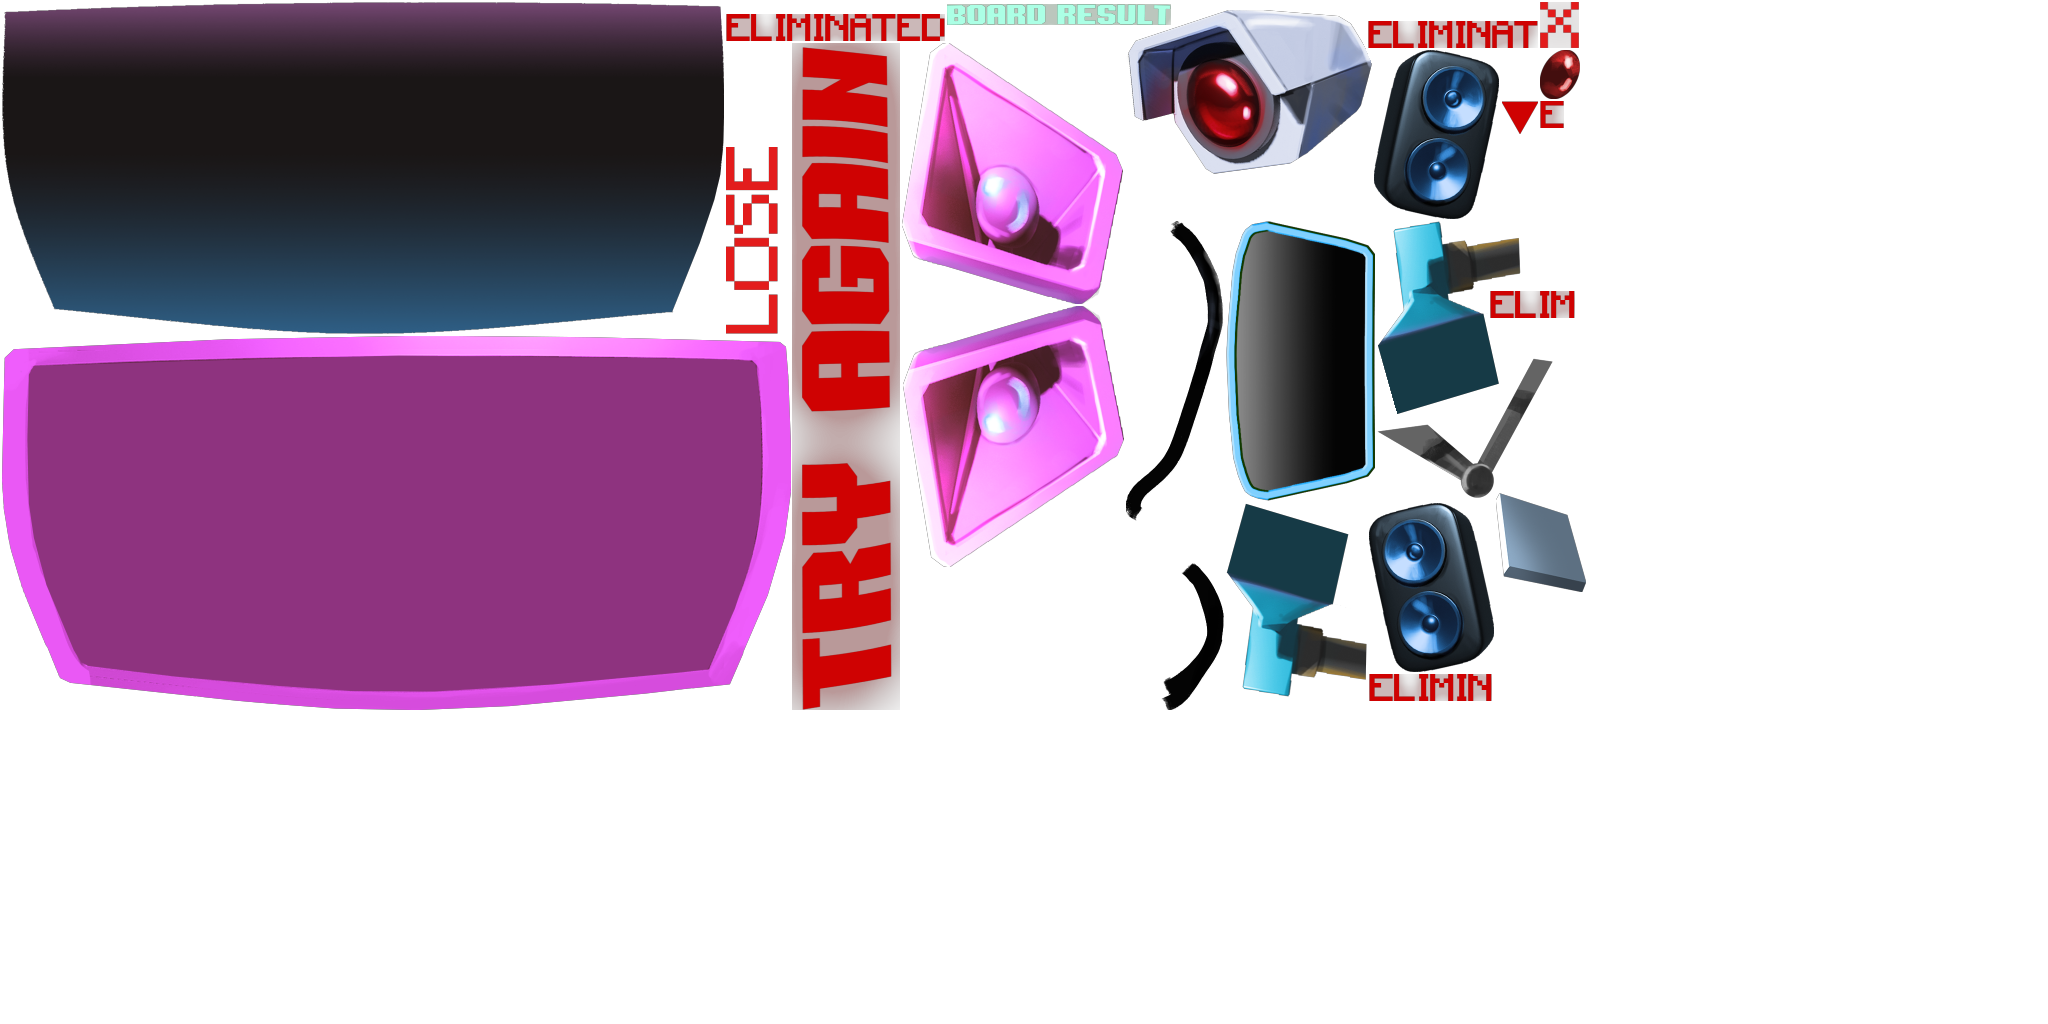 ELIMINATED
BOARD RESULT
ELIMINAT
E
LOSE
TRY AGAIN
ELIM
ELIMIN